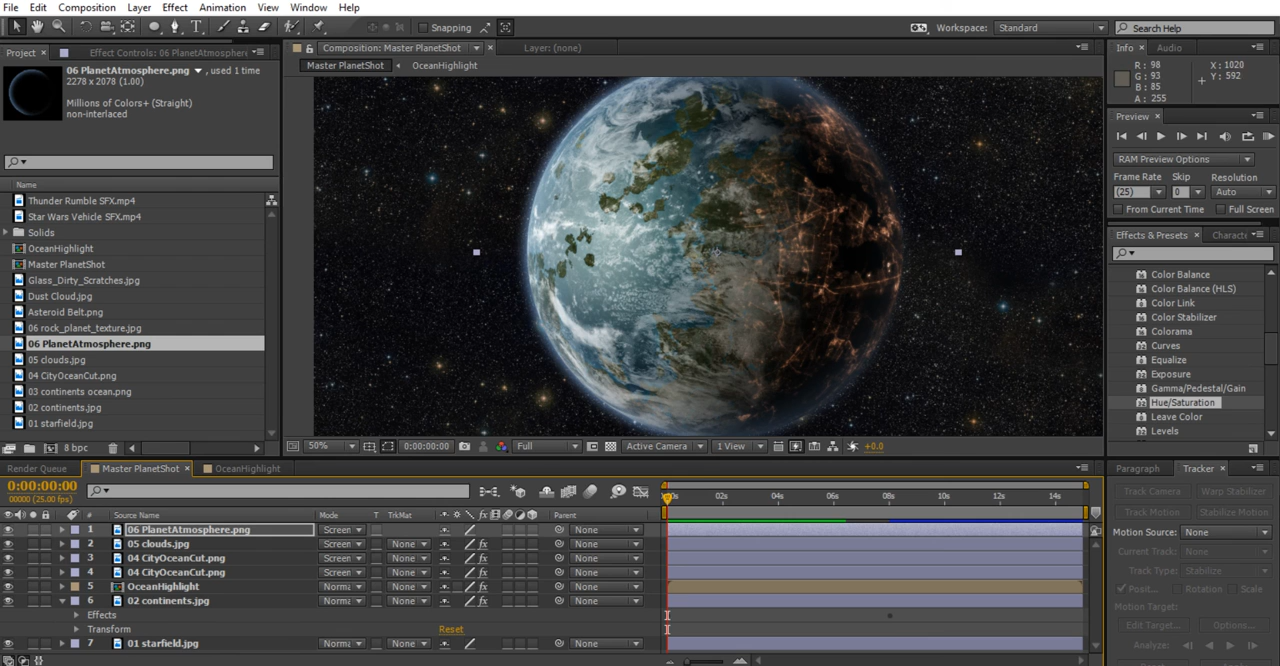 File Edit Composition Layer Effect Animation View Window Help
Snapping
Workspace: Standard
Search Help
Project Effect Controls: 06 PlanetAtmosphere
06 PlanetAtmosphere.png , used 1 time
2278 x 2078 (1.00)
Millions of Colors+ (Straight)
non-interlaced
Name
Thunder Rumble SFX.mp4
Star Wars Vehicle SFX.mp4
Solids
OceanHighlight
Master PlanetShot
Glass_Dirty_Scratches.jpg
Dust Cloud.jpg
Asteroid Belt.png
06 rock_planet_texture.jpg
06 PlanetAtmosphere.png
05 clouds.jpg
04 CityOceanCut.png
03 continents ocean.png
02 continents.jpg
01 starfield.jpg
8 bpc
Composition: Master PlanetShot Layer: (none)
Master PlanetShot OceanHighlight
50% 0:00:00:00 Full Active Camera 1 View +0.0
Info Audio
R : 98 X : 1020
G : 93 Y : 592
B : 85
A : 255
Preview
RAM Preview Options
Frame Rate Skip Resolution
(25) 0 Auto
From Current Time Full Screen
Effects & Presets Charact
Color Balance
Color Balance (HLS)
Color Link
Color Stabilizer
Colorama
Curves
Equalize
Exposure
Gamma/Pedestal/Gain
Hue/Saturation
Leave Color
Levels
Render Queue Master PlanetShot OceanHighlight
0:00:00:00
00000 (25.00 fps)
02s 04s 06s 08s 10s 12s 14s
# Source Name Mode T TrkMat Parent
1 06 PlanetAtmosphere.png Screen None
2 05 clouds.jpg Screen None None
3 04 CityOceanCut.png Screen None None
4 04 CityOceanCut.png Screen None None
5 OceanHighlight Norma None None
6 02 continents.jpg Norma None None
Effects
Transform Reset
7 01 starfield.jpg Norma None None
Paragraph Tracker
Track Camera Warp Stabilizer
Track Motion Stabilize Motion
Motion Source: None
Current Track: None
Track Type: Stabilize
Posit... Rotation Scale
Motion Target:
Edit Target... Options...
Analyze: